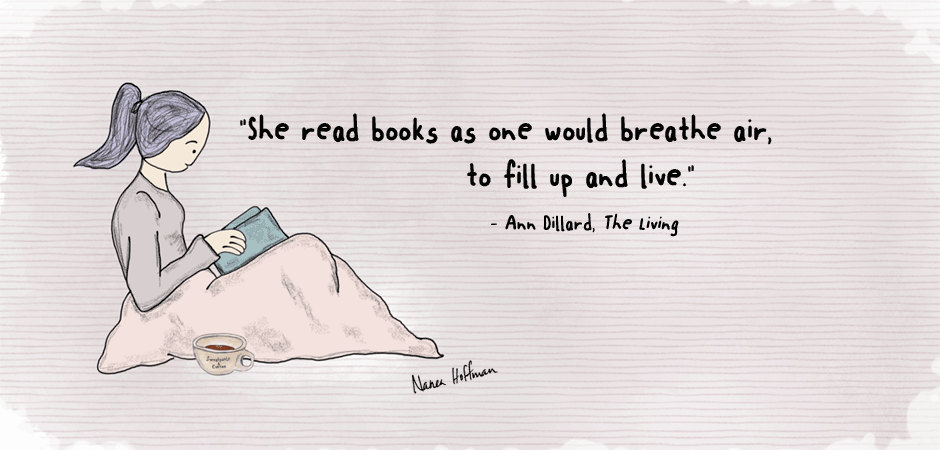 "She read books as one would breathe air,
to fill up and live."
- Ann Dillard, The Living
Sweatpants
&
Coffee
Nanea Hoffman